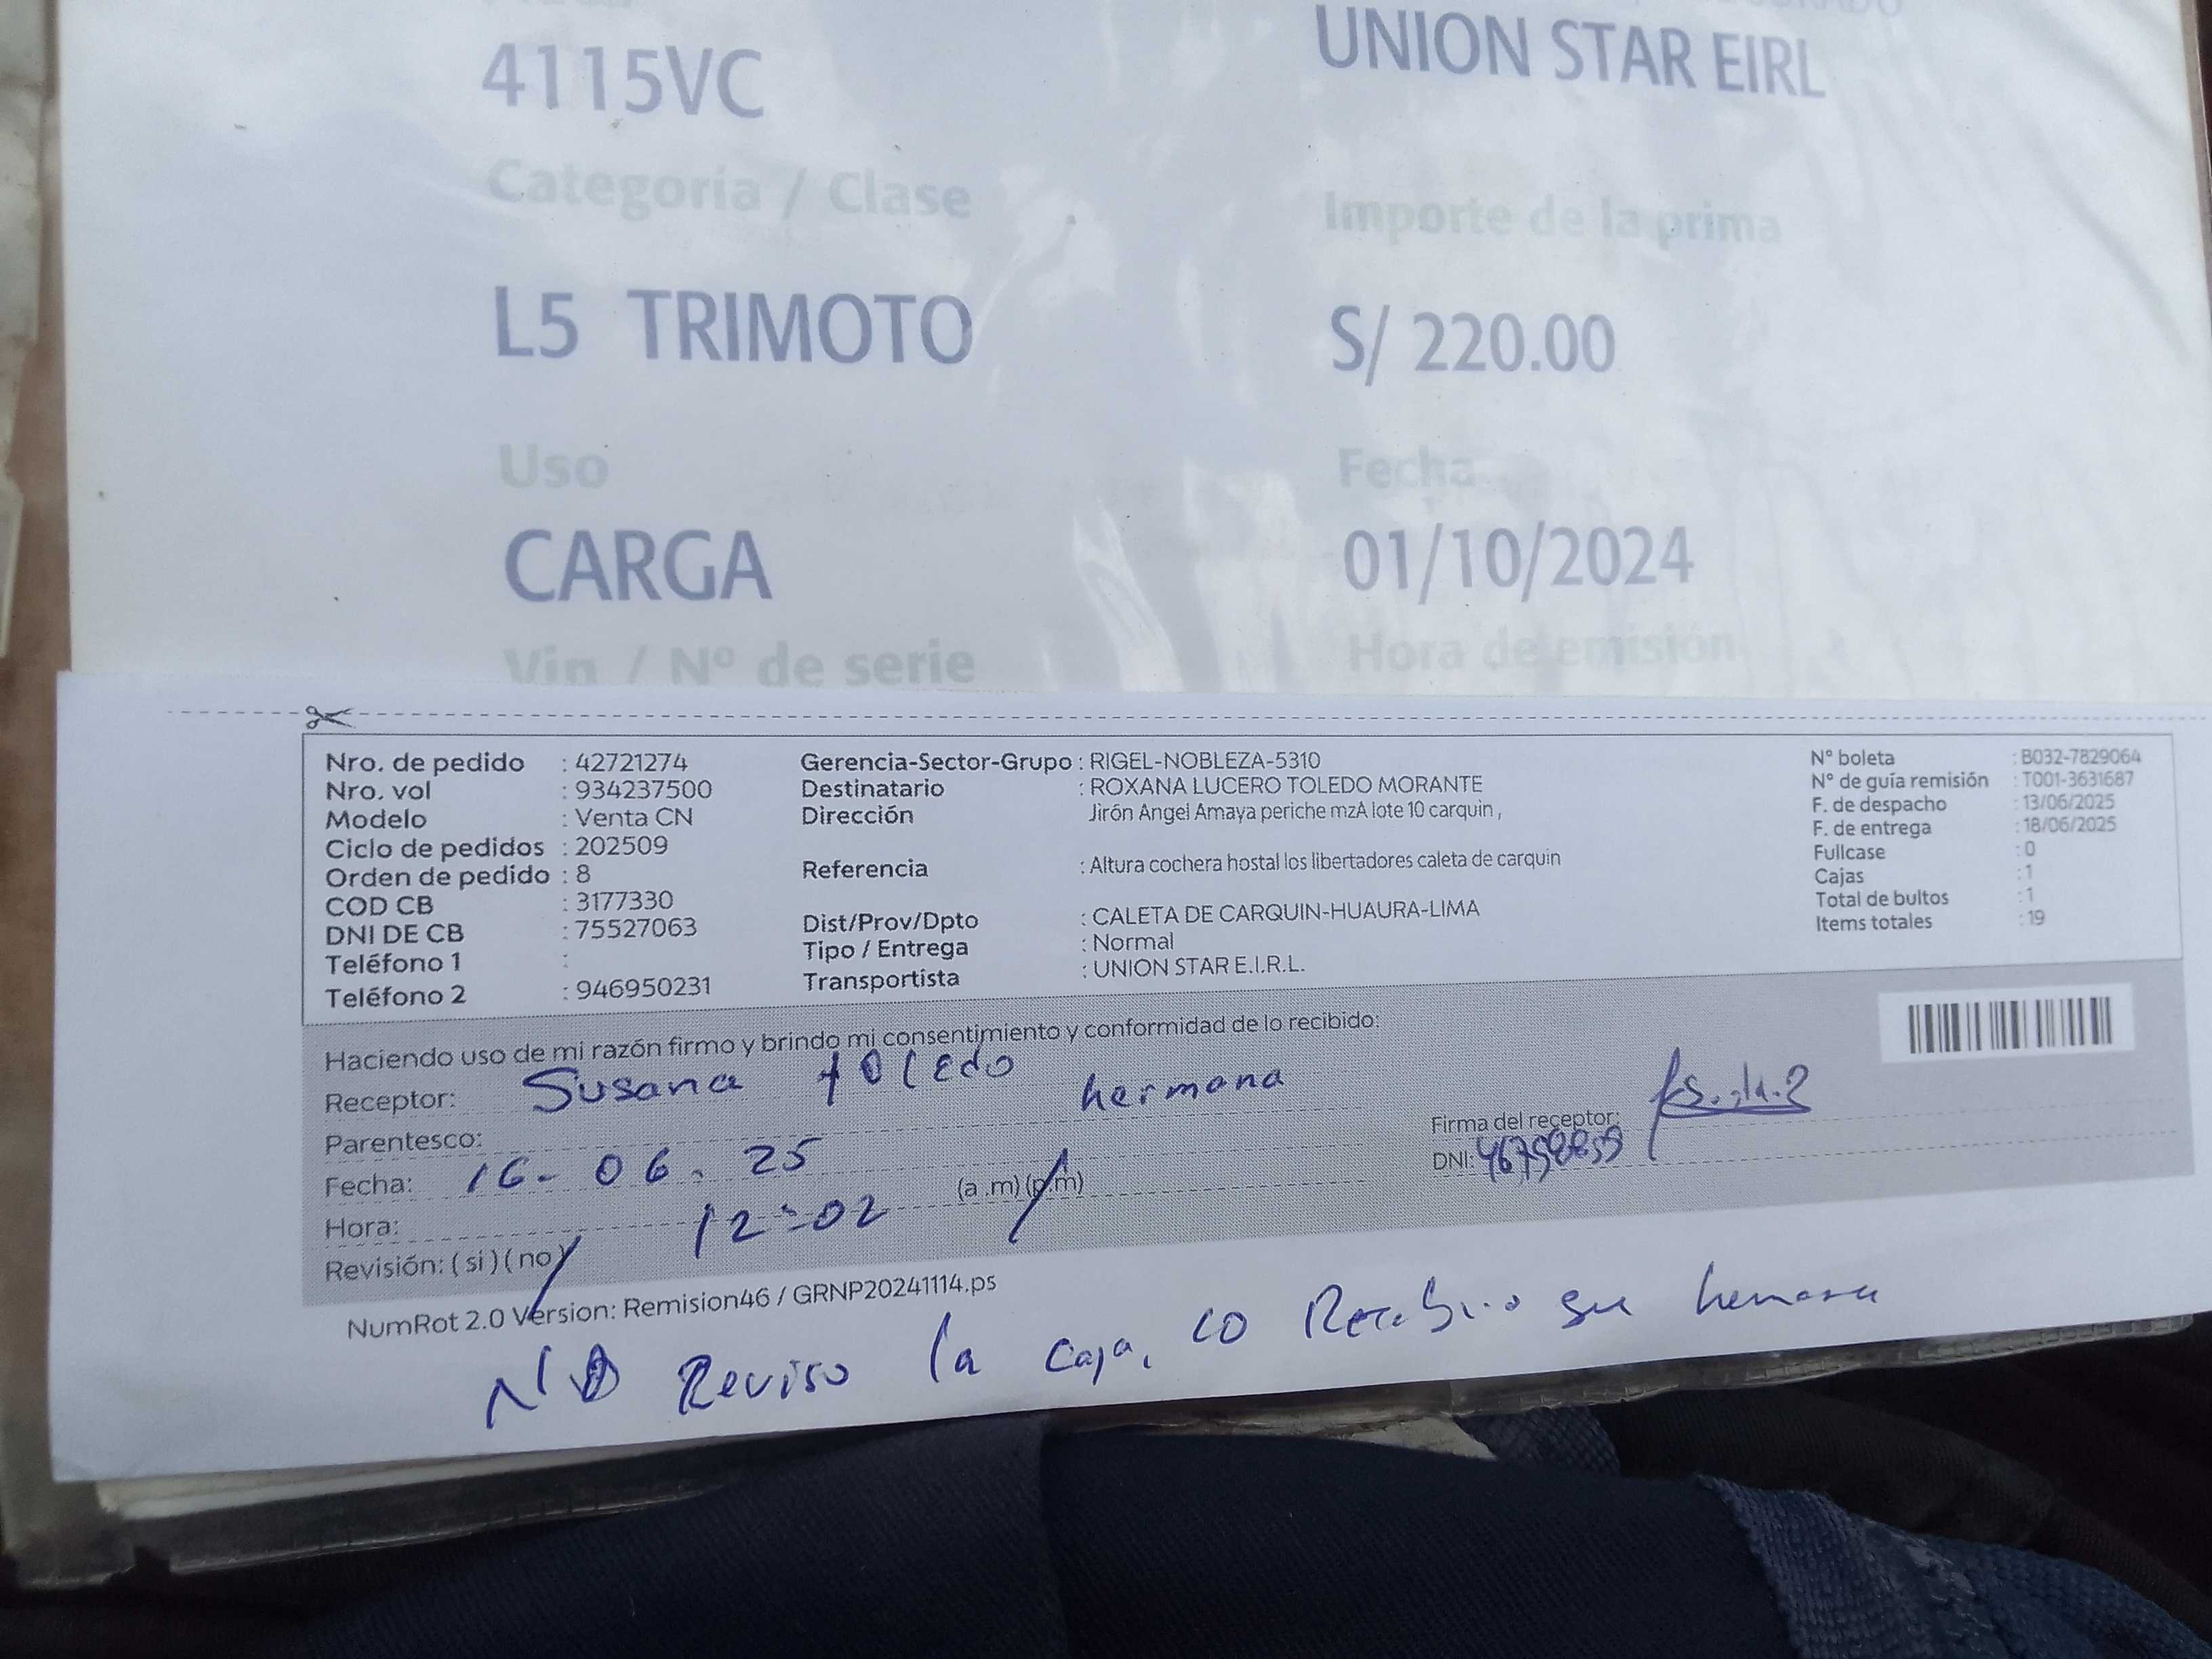 4115VC
UNION STAR EIRL
Categoría / Clase
Importe de la prima
L5 TRIMOTO
S/ 220.00
Uso
Fecha
CARGA
01/10/2024
Vin / Nº de serie
Hora de emisión
Nro. de pedido : 42721274
Nro. vol : 934237500
Modelo : Venta CN
Ciclo de pedidos : 202509
Orden de pedido : 8
COD CB : 3177330
DNI DE CB : 75527063
Teléfono 1 :
Teléfono 2 : 946950231
Gerencia-Sector-Grupo : RIGEL-NOBLEZA-5310
Destinatario : ROXANA LUCERO TOLEDO MORANTE
Dirección Jirón Angel Amaya periche mzA lote 10 carquin ,
Referencia : Altura cochera hostal los libertadores caleta de carquin
Dist/Prov/Dpto : CALETA DE CARQUIN-HUAURA-LIMA
Tipo / Entrega : Normal
Transportista : UNION STAR E.I.R.L.
Nº boleta : B032-7829064
Nº de guía remisión : T001-3631687
F. de despacho : 13/06/2025
F. de entrega : 18/06/2025
Fullcase : 0
Cajas : 1
Total de bultos : 1
Items totales : 19
Haciendo uso de mi razón firmo y brindo mi consentimiento y conformidad de lo recibido:
Receptor: Susana toledo
Parentesco: hermana
Fecha: 16-06.25
Hora: 12:02 (a.m) (p.m)
Revisión: ( si ) ( no )
Firma del receptor:
DNI:
NumRot 2.0 Version: Remision46 / GRNP20241114.ps
No Reviso la caja, lo Recibio su hermana